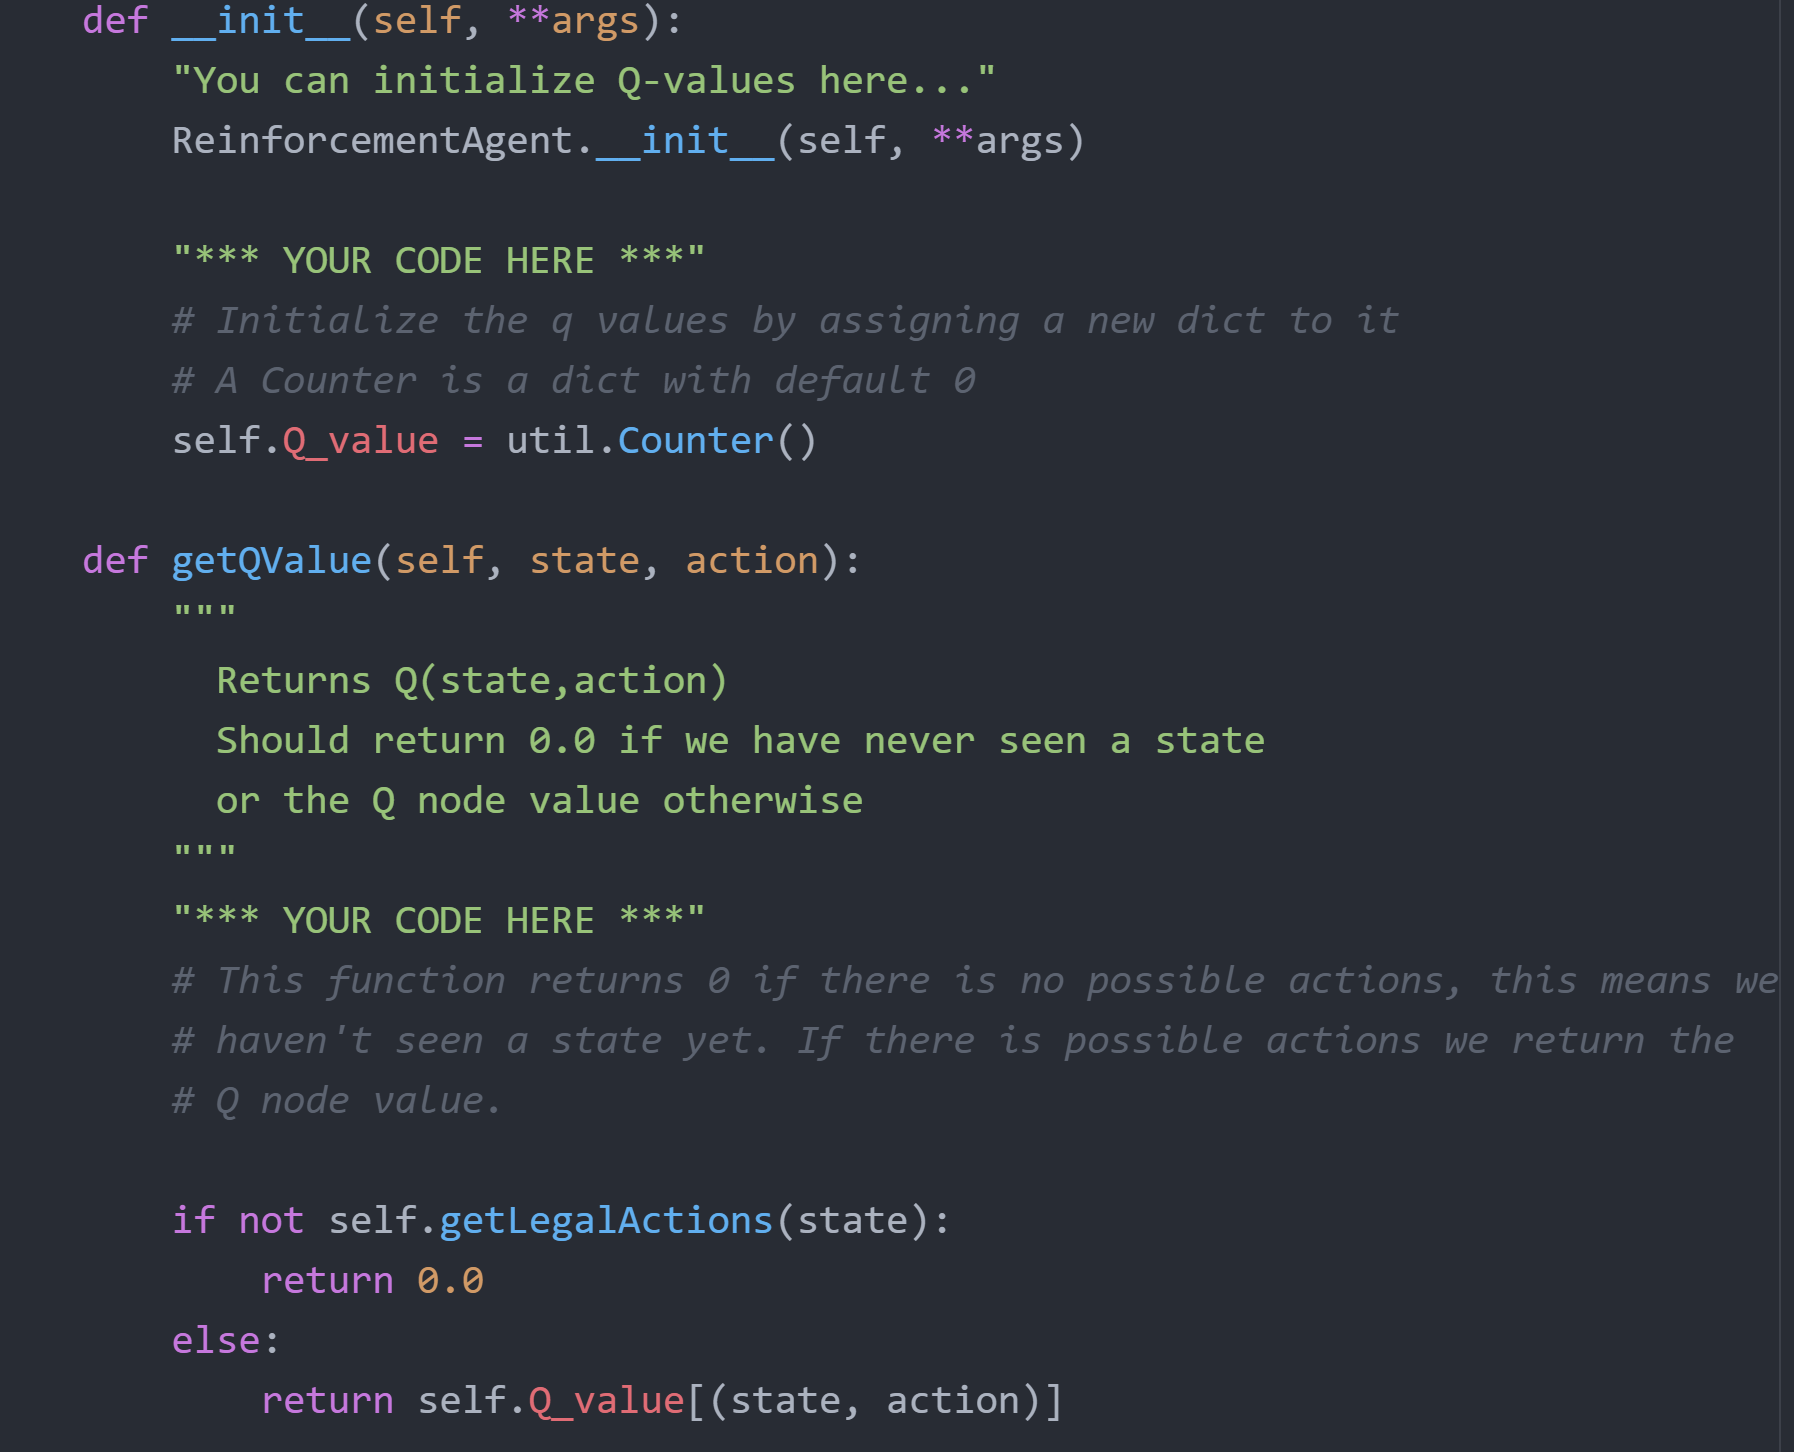 def __init__(self, **args):
"You can initialize Q-values here..."
ReinforcementAgent.__init__(self, **args)
"*** YOUR CODE HERE ***"
# Initialize the q values by assigning a new dict to it
# A Counter is a dict with default 0
self.Q_value = util.Counter()
def getQValue(self, state, action):
"""
Returns Q(state,action)
Should return 0.0 if we have never seen a state
or the Q node value otherwise
"""
"*** YOUR CODE HERE ***"
# This function returns 0 if there is no possible actions, this means we
# haven't seen a state yet. If there is possible actions we return the
# Q node value.
if not self.getLegalActions(state):
return 0.0
else:
return self.Q_value[(state, action)]